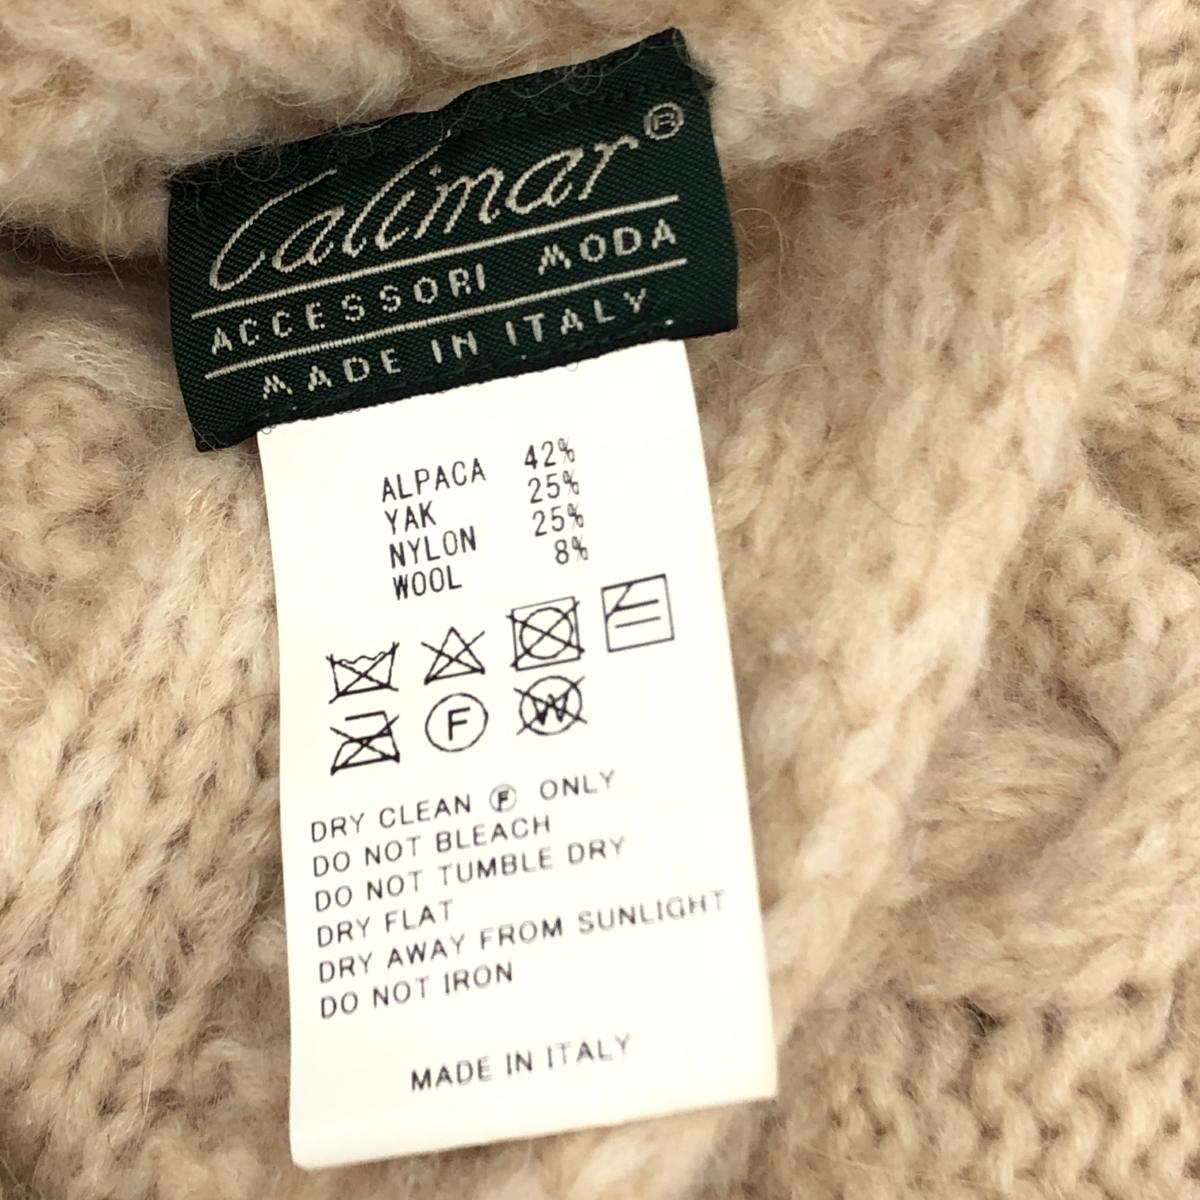 Calimar®
ACCESSORI MODA
MADE IN ITALY
ALPACA 42%
YAK 25%
NYLON 25%
WOOL 8%
F W
DRY CLEAN Ⓕ ONLY
DO NOT BLEACH
DO NOT TUMBLE DRY
DRY FLAT
DRY AWAY FROM SUNLIGHT
DO NOT IRON
MADE IN ITALY